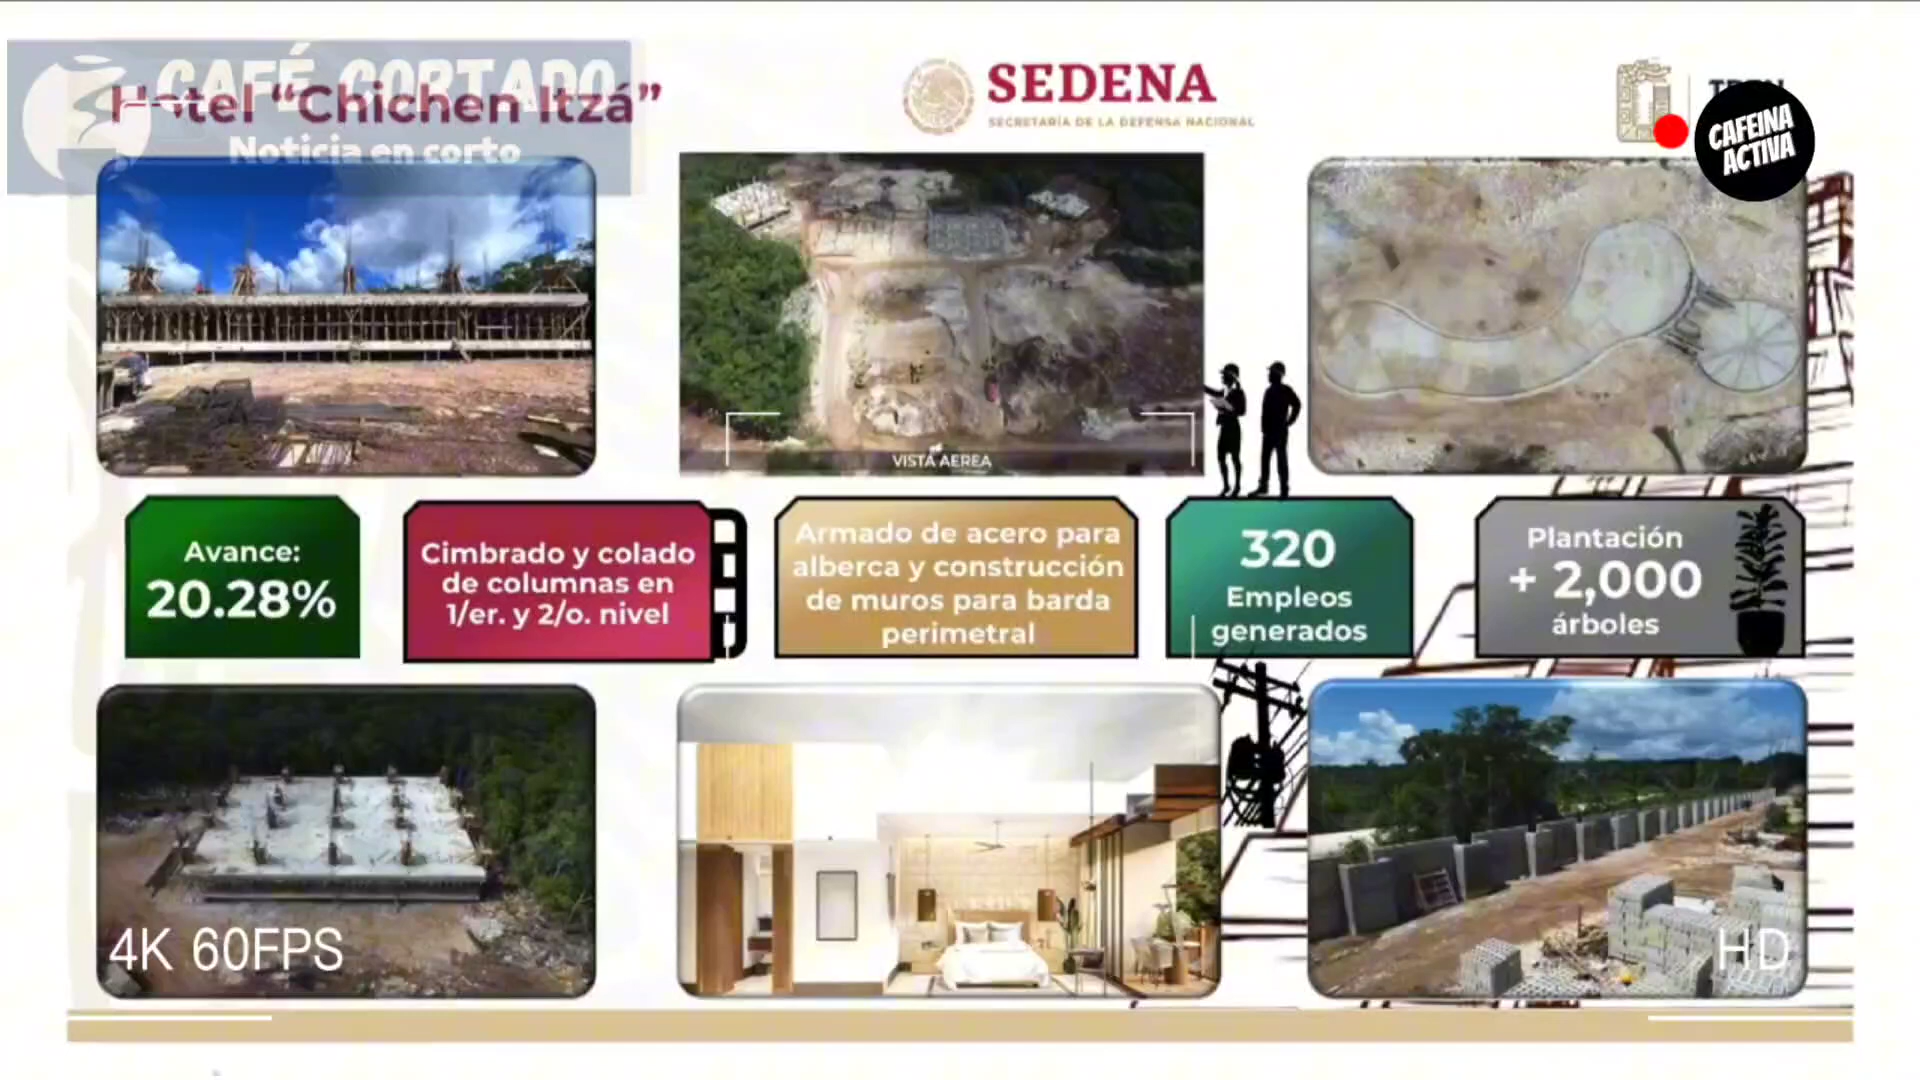 CAFÉ CORTADO
Hotel “Chichen Itzá”
Noticia en corto
SEDENA
SECRETARÍA DE LA DEFENSA NACIONAL
TREN
CAFEINA
ACTIVA
VISTA AEREA
Avance:
20.28%
Cimbrado y colado
de columnas en
1/er. y 2/o. nivel
Armado de acero para
alberca y construcción
de muros para barda
perimetral
320
Empleos
generados
Plantación
+ 2,000
árboles
4K 60FPS
HD